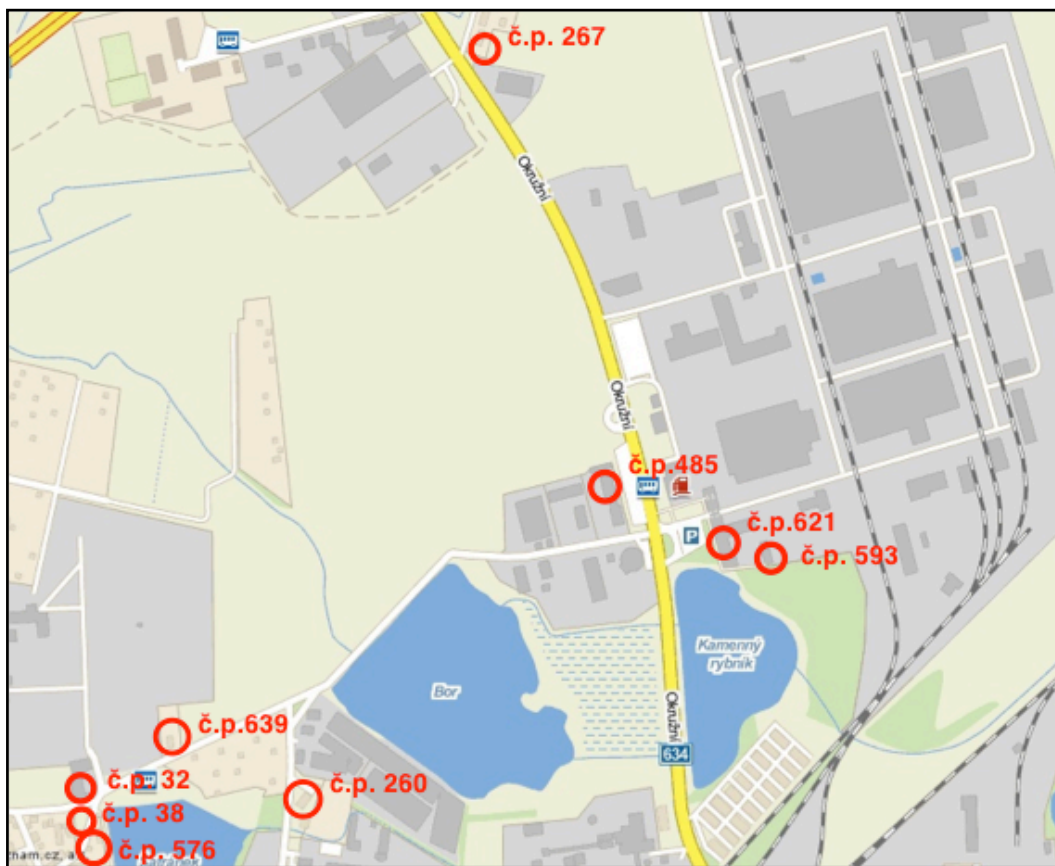 č.p. 267
Okružní
Okružní
č.p.485
P
č.p.621
č.p. 593
Kamenný
rybník
Bor
Okružní
634
č.p.639
č.p. 32
č.p. 260
č.p. 38
č.p. 576